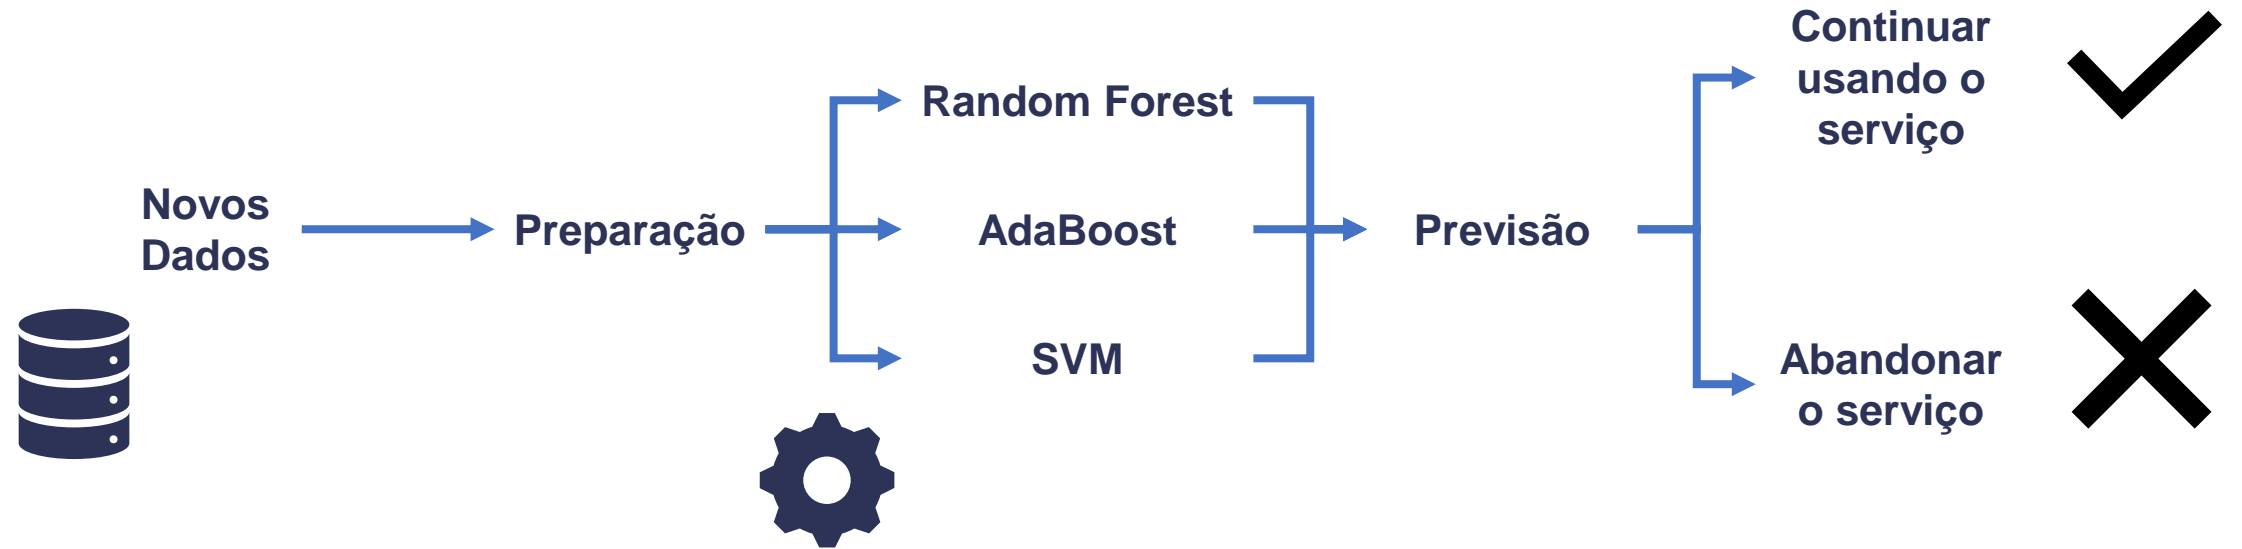 Novos
Dados
Preparação
Random Forest
AdaBoost
SVM
Previsão
Continuar
usando o
serviço
Abandonar
o serviço